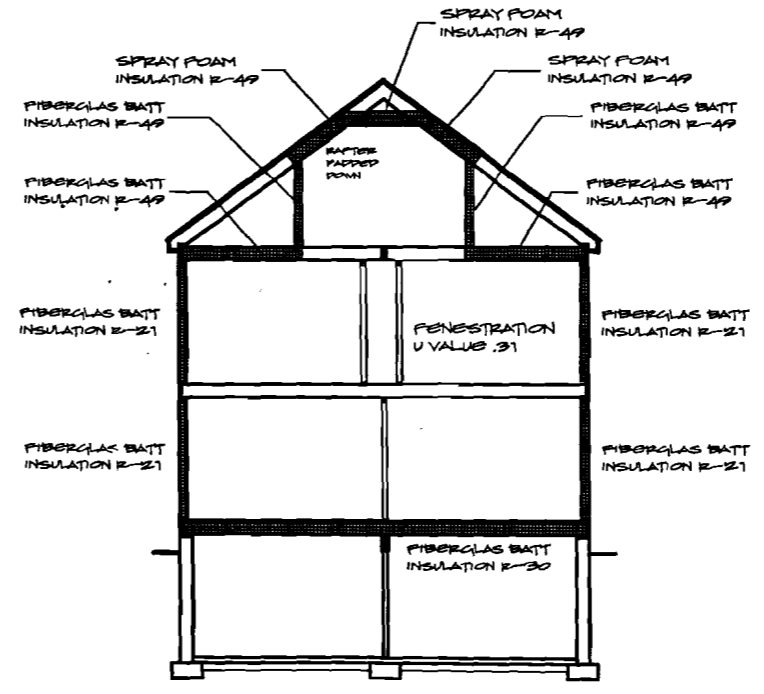 SPRAY FOAM
INSULATION R-49
SPRAY FOAM
INSULATION R-49
SPRAY FOAM
INSULATION R-49
FIBERGLAS BATT
INSULATION R-49
FIBERGLAS BATT
INSULATION R-49
RAFTER
PADDED
DOWN
FIBERGLAS BATT
INSULATION R-49
FIBERGLAS BATT
INSULATION R-49
FIBERGLAS BATT
INSULATION R-21
FENESTRATION
U VALUE .31
FIBERGLAS BATT
INSULATION R-21
FIBERGLAS BATT
INSULATION R-21
FIBERGLAS BATT
INSULATION R-21
FIBERGLAS BATT
INSULATION R-30